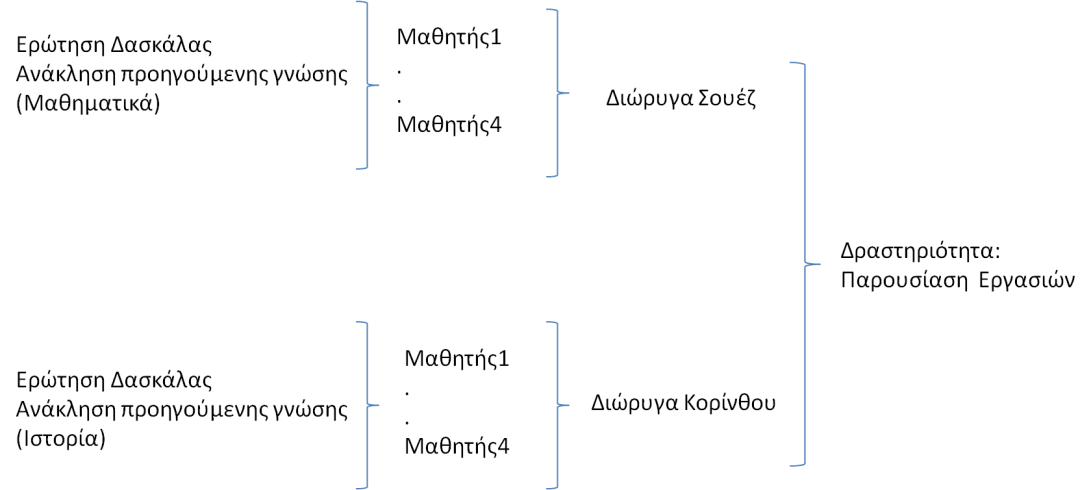 Ερώτηση Δασκάλας
Ανάκληση προηγούμενης γνώσης
(Μαθηματικά)
Μαθητής1
.
.
Μαθητής4
Διώρυγα Σουέζ
Ερώτηση Δασκάλας
Ανάκληση προηγούμενης γνώσης
(Ιστορία)
Μαθητής1
.
.
Μαθητής4
Διώρυγα Κορίνθου
Δραστηριότητα:
Παρουσίαση Εργασιών